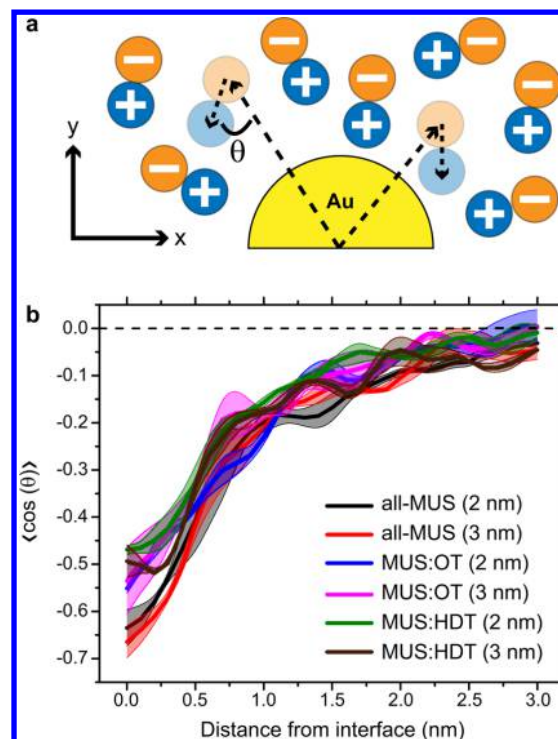 a
y
x
θ
Au
b
⟨cos (θ)⟩
0.0
-0.1
-0.2
-0.3
-0.4
-0.5
-0.6
-0.7
all-MUS (2 nm)
all-MUS (3 nm)
MUS:OT (2 nm)
MUS:OT (3 nm)
MUS:HDT (2 nm)
MUS:HDT (3 nm)
0.0 0.5 1.0 1.5 2.0 2.5 3.0
Distance from interface (nm)